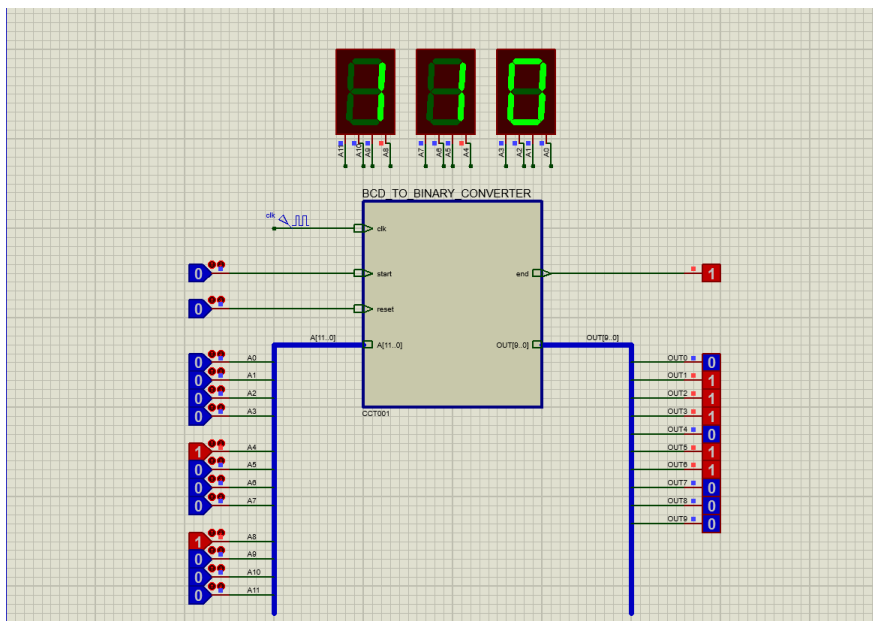 1 1 0
A11 A10 A9 A8 A7 A6 A5 A4 A3 A2 A1 A0
BCD_TO_BINARY_CONVERTER
clk
clk
0 start end 1
0 reset
A[11..0] A[11..0] OUT[9..0] OUT[9..0]
0 A0 OUT0 0
0 A1 OUT1 1
0 A2 OUT2 1
0 A3 OUT3 1
CCT001
OUT4 0
1 A4 OUT5 1
0 A5 OUT6 1
0 A6 OUT7 0
0 A7 OUT8 0
OUT9 0
1 A8
0 A9
0 A10
0 A11